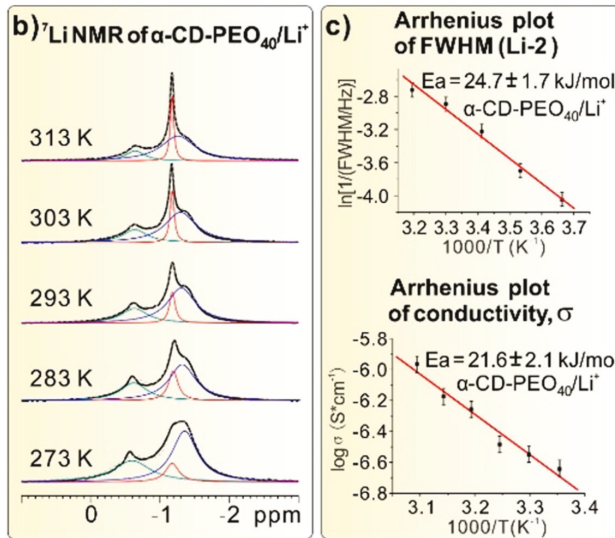 b) ⁷Li NMR of α-CD-PEO₄₀/Li⁺
313 K
303 K
293 K
283 K
273 K
0 -1 -2 ppm
c) Arrhenius plot
of FWHM (Li-2)
Ea = 24.7 ± 1.7 kJ/mol
α-CD-PEO₄₀/Li⁺
ln[1/(FWHM/Hz)]
-2.8
-3.2
-3.6
-4.0
3.2 3.3 3.4 3.5 3.6 3.7
1000/T (K⁻¹)
Arrhenius plot
of conductivity, σ
Ea = 21.6 ± 2.1 kJ/mo
α-CD-PEO₄₀/Li⁺
log σ (S*cm⁻¹)
-5.8
-6.0
-6.2
-6.4
-6.6
-6.8
3.1 3.2 3.3 3.4
1000/T(K⁻¹)